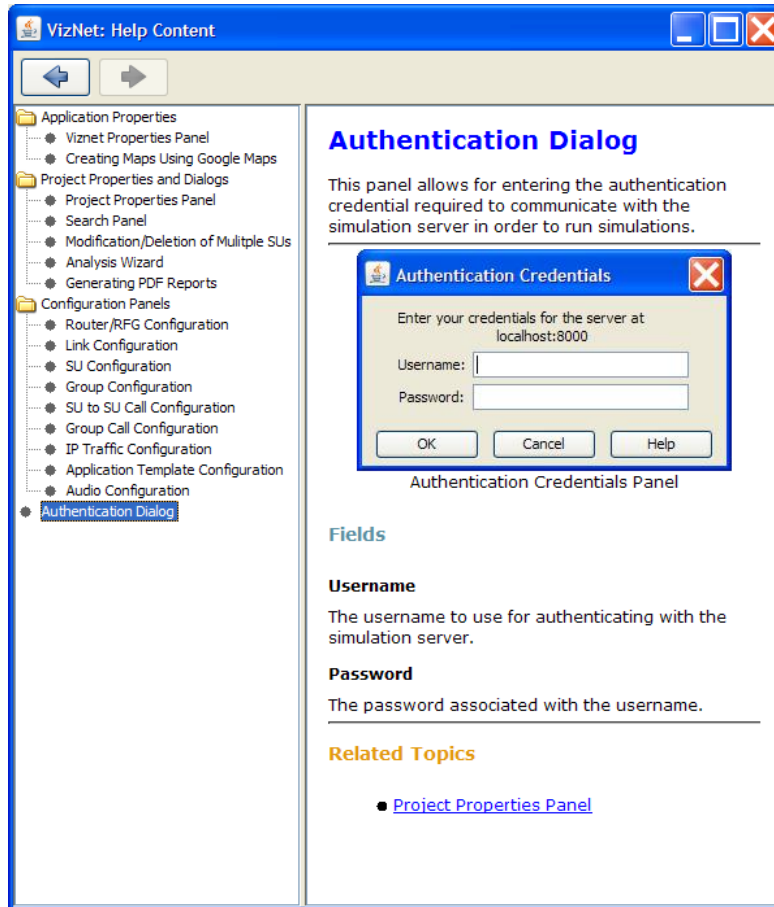 VizNet: Help Content
Application Properties
Viznet Properties Panel
Creating Maps Using Google Maps
Project Properties and Dialogs
Project Properties Panel
Search Panel
Modification/Deletion of Mulitple SUs
Analysis Wizard
Generating PDF Reports
Configuration Panels
Router/RFG Configuration
Link Configuration
SU Configuration
Group Configuration
SU to SU Call Configuration
Group Call Configuration
IP Traffic Configuration
Application Template Configuration
Audio Configuration
Authentication Dialog
Authentication Dialog
This panel allows for entering the authentication
credential required to communicate with the
simulation server in order to run simulations.
Authentication Credentials
Enter your credentials for the server at
localhost:8000
Username:
Password:
OK Cancel Help
Authentication Credentials Panel
Fields
Username
The username to use for authenticating with the
simulation server.
Password
The password associated with the username.
Related Topics
Project Properties Panel